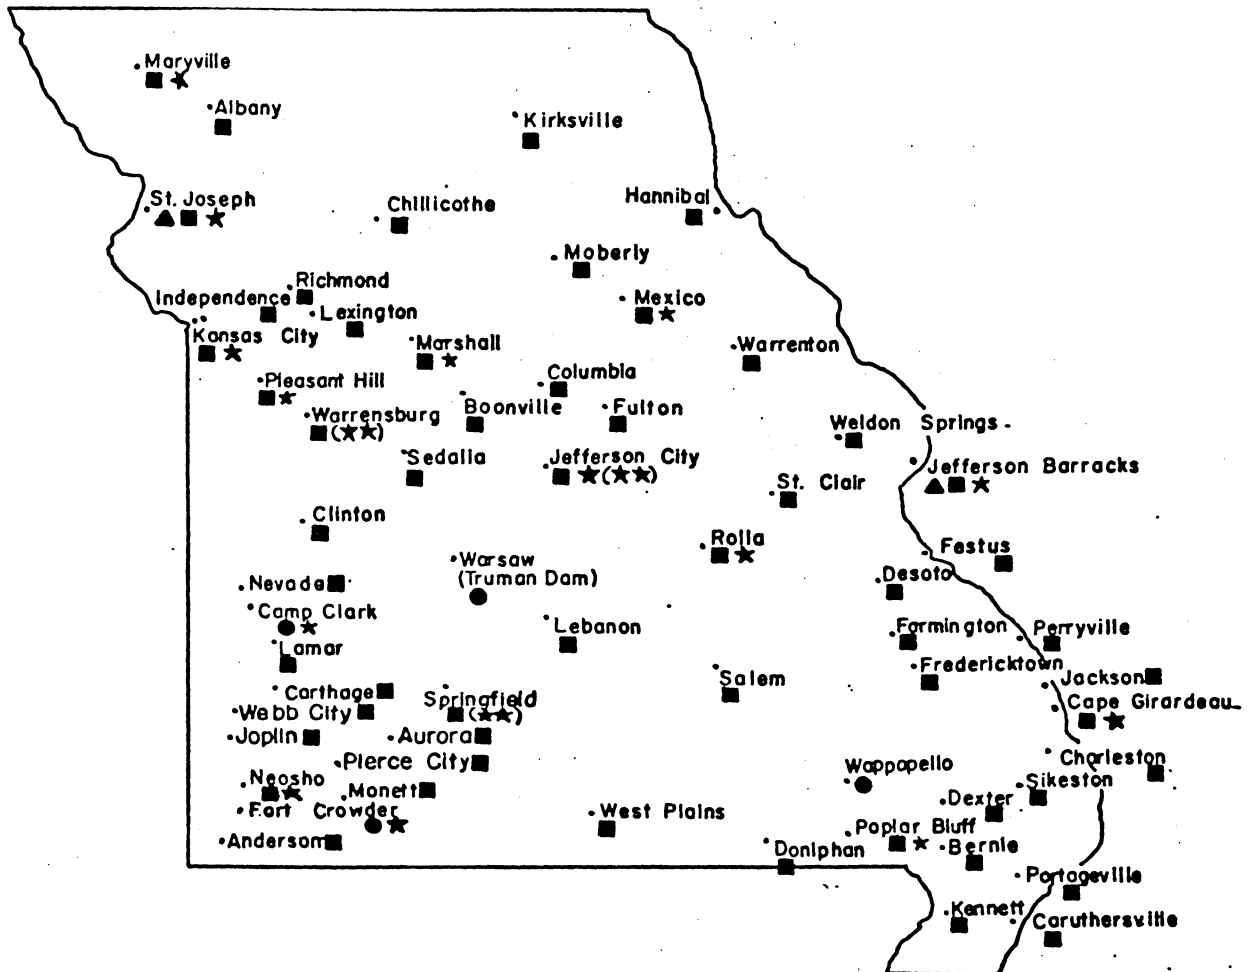 Maryville
Albany
Kirksville
St. Joseph
Chillicothe
Hannibal
Moberly
Richmond
Independence
Lexington
Mexico
Kansas City
Marshall
Warrenton
Pleasant Hill
Columbia
Warrensburg
(★★)
Boonville
Fulton
Weldon Springs
Sedalia
Jefferson City
(★★)
Jefferson Barracks
St. Clair
Clinton
Rolla
Festus
Warsaw
(Truman Dam)
Desoto
Nevada
Camp Clark
Lebanon
Farmington
Perryville
Lamar
Fredericktown
Salem
Jackson
Carthage
Springfield
(★★)
Cape Girardeau
Webb City
Joplin
Aurora
Pierce City
Charleston
Wappapello
Neosho
Sikeston
Monett
Dexter
Fort Crowder
West Plains
Poplar Bluff
Anderson
Doniphan
Bernie
Portageville
Kennett
Caruthersville